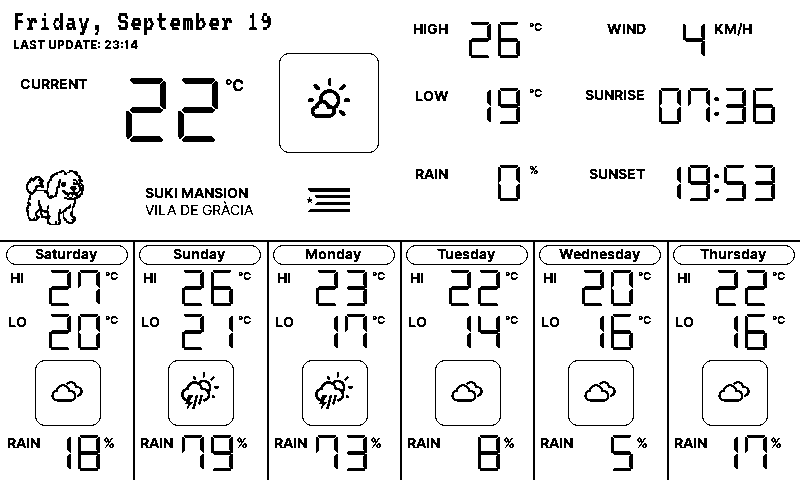 Friday, September 19
LAST UPDATE: 23:14
CURRENT 22 °C
HIGH 26 °C
LOW 19 °C
RAIN 0 %
WIND 4 KM/H
SUNRISE 07:36
SUNSET 19:53
SUKI MANSION
VILA DE GRÀCIA
Saturday
HI 27 °C
LO 20 °C
RAIN 18 %
Sunday
HI 26 °C
LO 21 °C
RAIN 79 %
Monday
HI 23 °C
LO 17 °C
RAIN 73 %
Tuesday
HI 22 °C
LO 14 °C
RAIN 8 %
Wednesday
HI 20 °C
LO 16 °C
RAIN 5 %
Thursday
HI 22 °C
LO 16 °C
RAIN 17 %